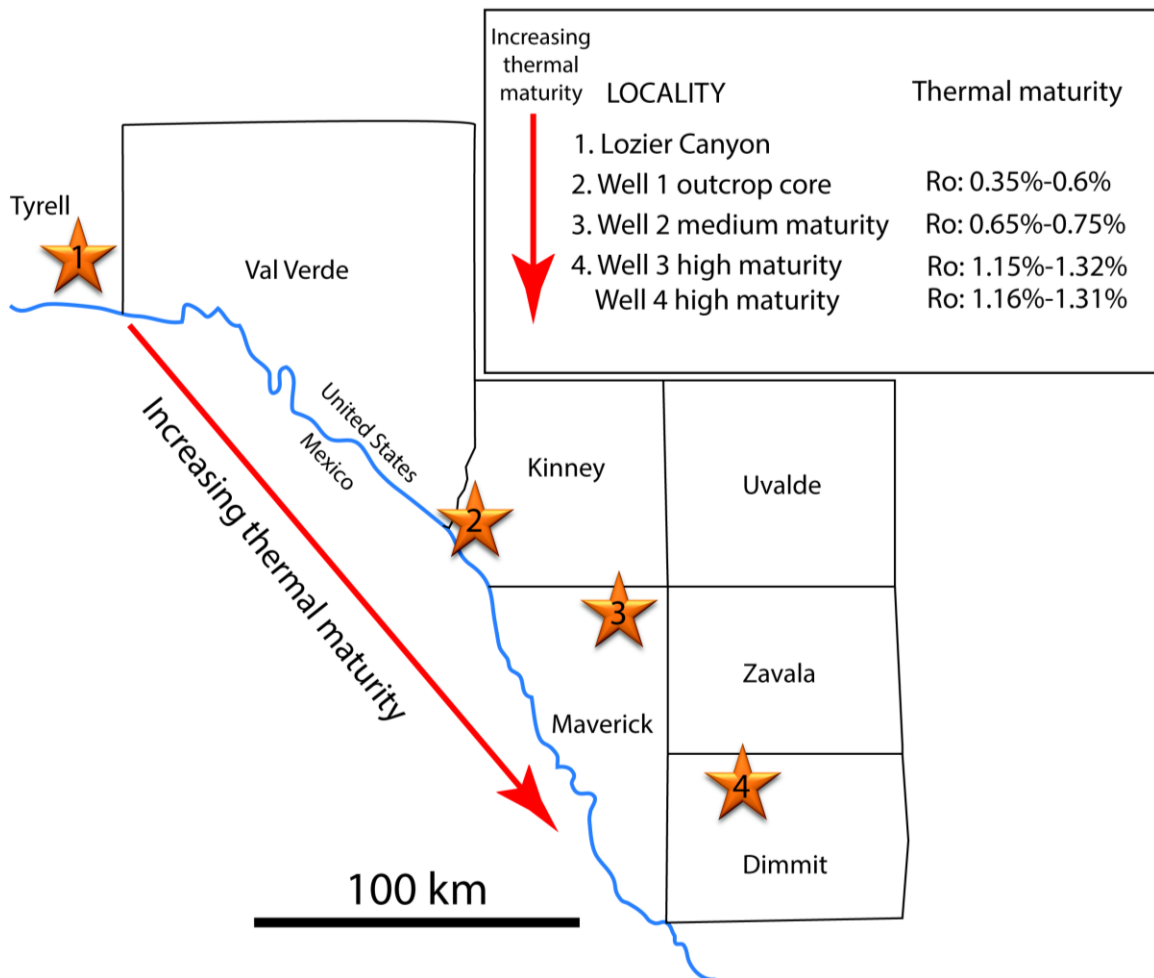 Increasing
thermal
maturity
LOCALITY
Thermal maturity
1. Lozier Canyon
2. Well 1 outcrop core
Ro: 0.35%-0.6%
3. Well 2 medium maturity
Ro: 0.65%-0.75%
4. Well 3 high maturity
Ro: 1.15%-1.32%
Well 4 high maturity
Ro: 1.16%-1.31%
Tyrell
1
Val Verde
United States
Mexico
Increasing thermal maturity
2
Kinney
Uvalde
3
Maverick
Zavala
4
Dimmit
100 km